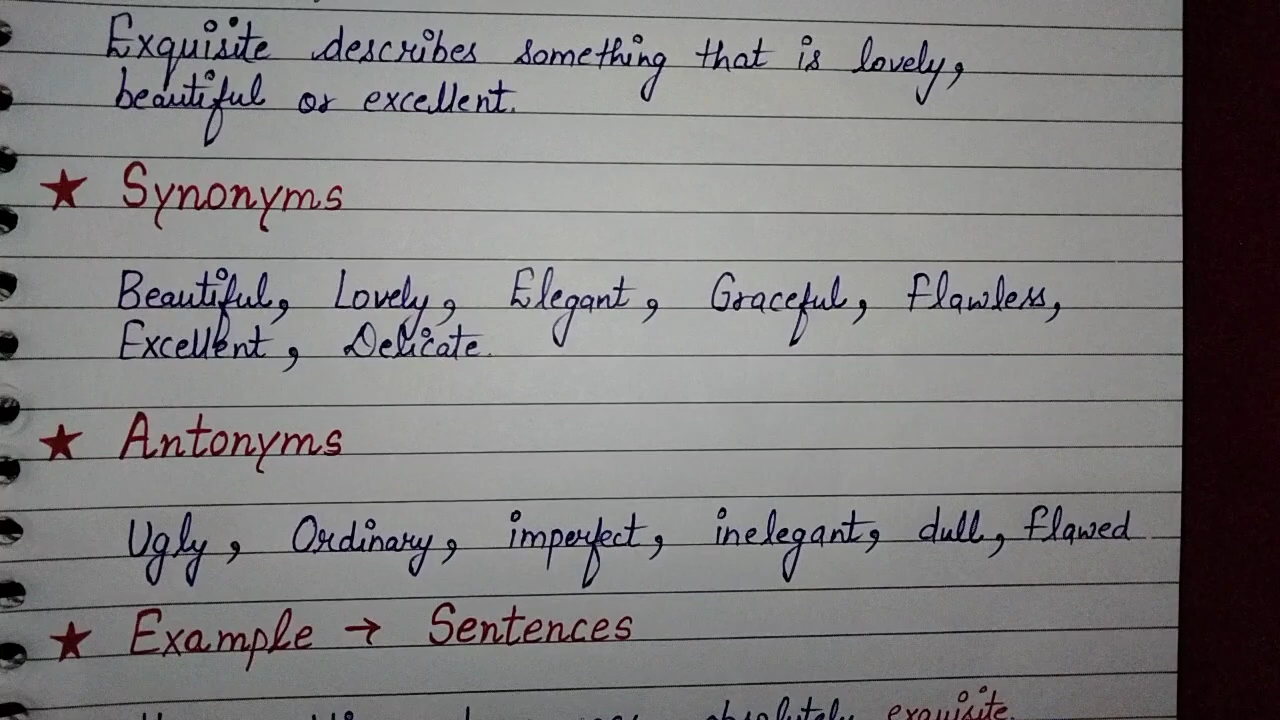 Exquisite describes something that is lovely,
beautiful or excellent.
★ Synonyms
Beautiful, Lovely, Elegant, Graceful, flawless,
Excellent, Delicate.
★ Antonyms
Ugly, Ordinary, imperfect, inelegant, dull, flawed
★ Example → Sentences
absolutely exquisite.